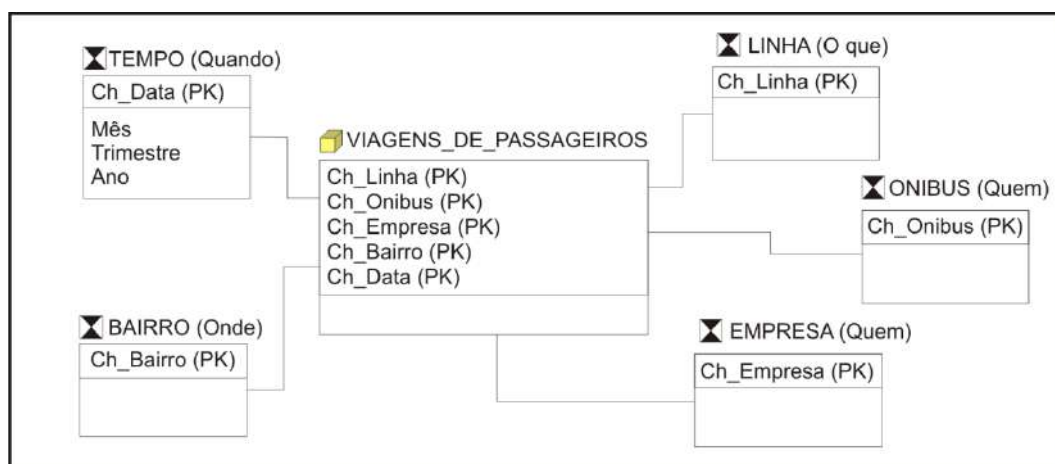 TEMPO (Quando)
Ch_Data (PK)
Mês
Trimestre
Ano
VIAGENS_DE_PASSAGEIROS
Ch_Linha (PK)
Ch_Onibus (PK)
Ch_Empresa (PK)
Ch_Bairro (PK)
Ch_Data (PK)
LINHA (O que)
Ch_Linha (PK)
ONIBUS (Quem)
Ch_Onibus (PK)
BAIRRO (Onde)
Ch_Bairro (PK)
EMPRESA (Quem)
Ch_Empresa (PK)